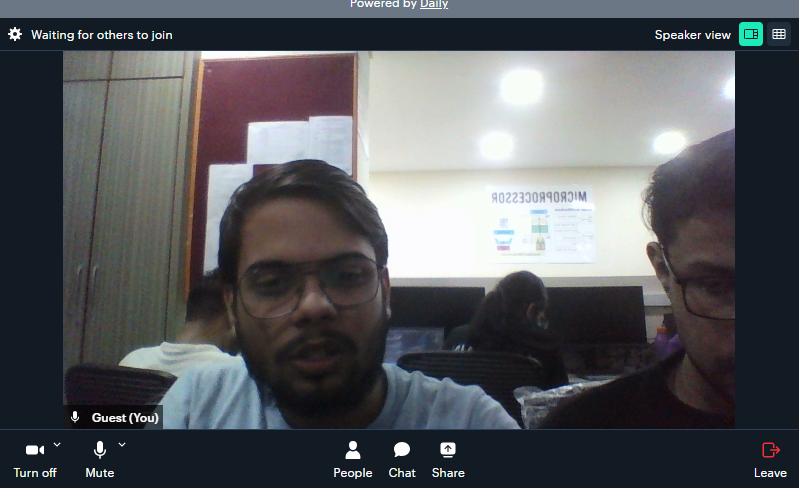 Powered by Daily
Waiting for others to join
Speaker view
MICROPROCESSOR
Guest (You)
Turn off
Mute
People
Chat
Share
Leave